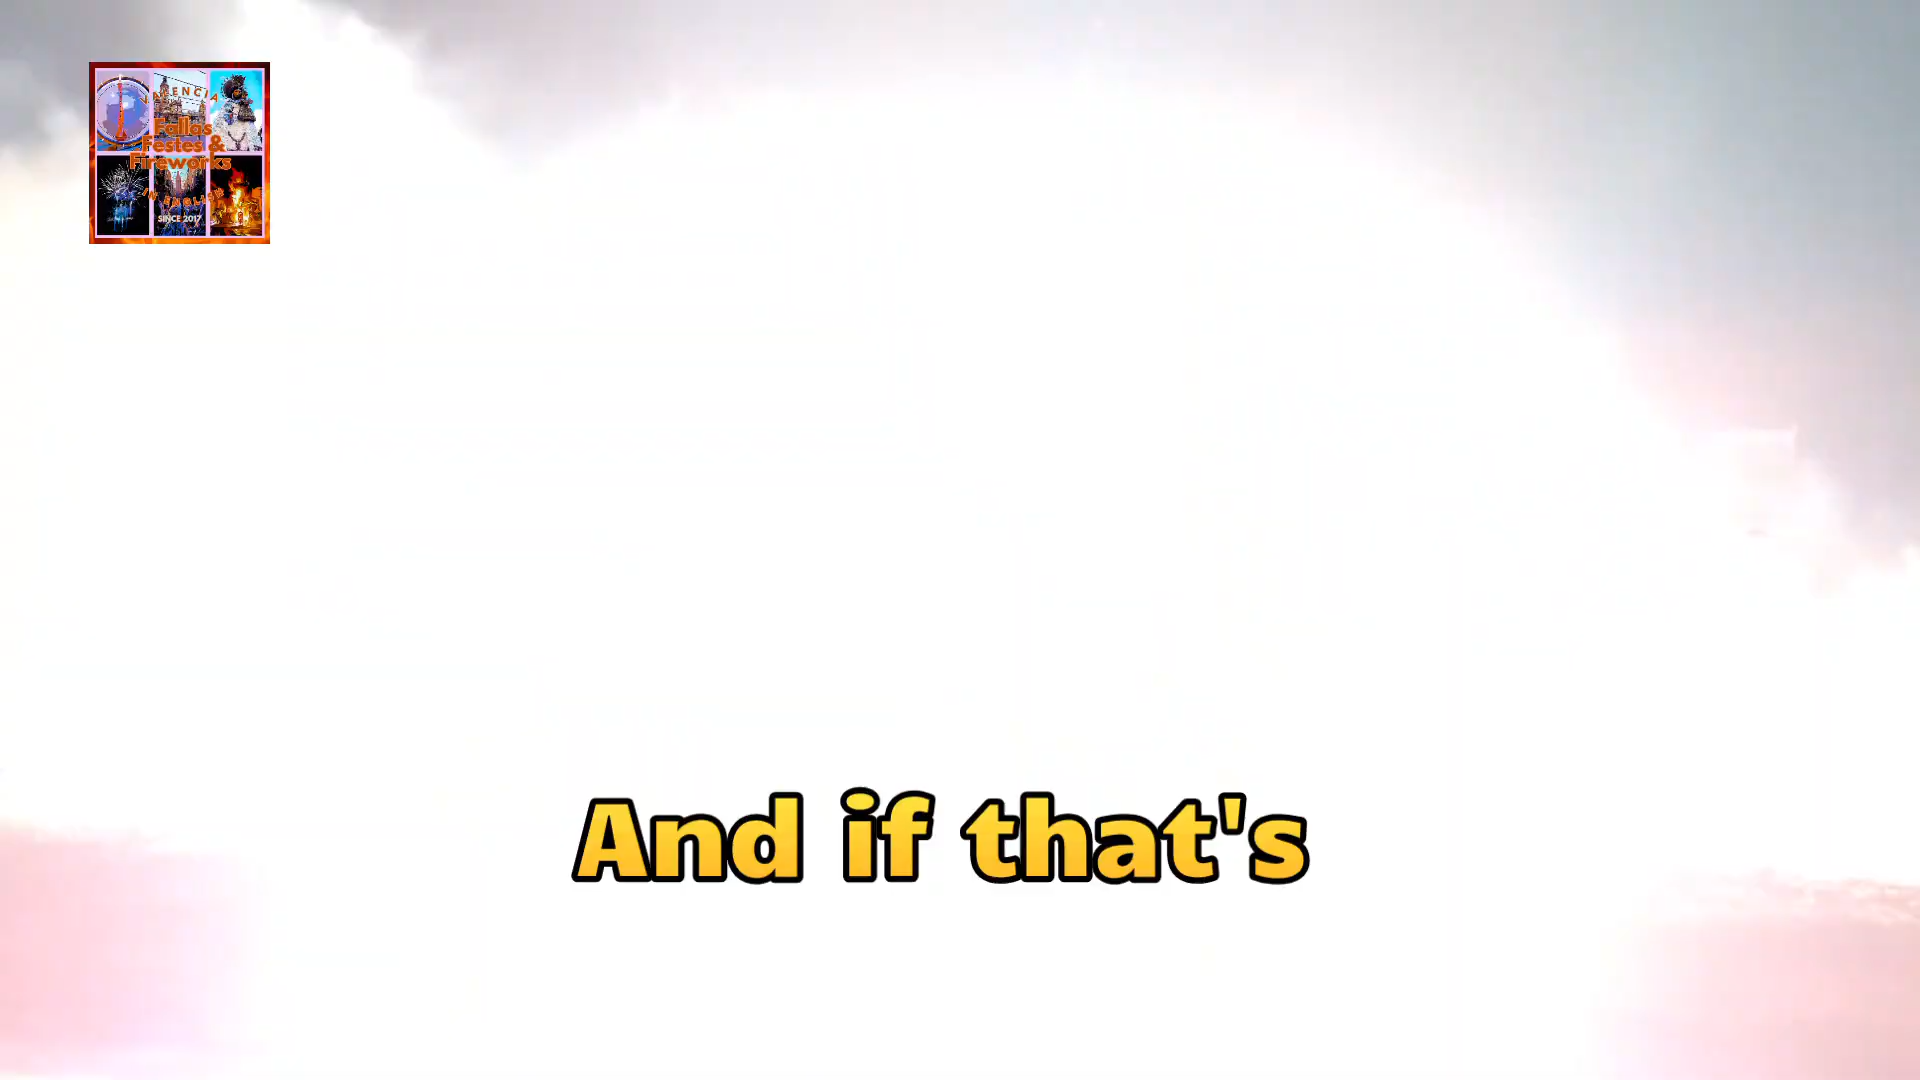 VALENCIA
Fallas
Festes &
Fireworks
IN ENGLISH
SINCE 2017
And if that's